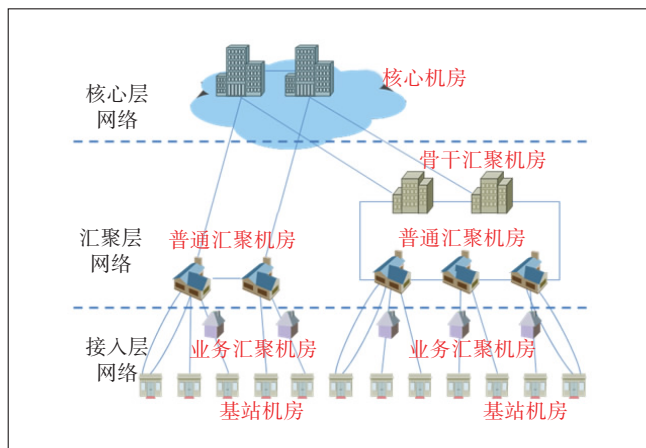 核心机房
核心层
网络
骨干汇聚机房
汇聚层
网络
普通汇聚机房
普通汇聚机房
接入层
网络
业务汇聚机房
业务汇聚机房
基站机房
基站机房